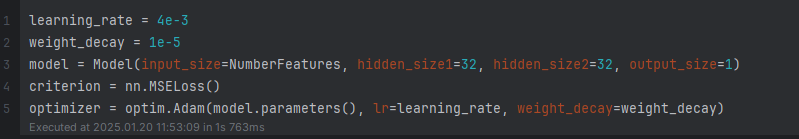 1 learning_rate = 4e-3
2 weight_decay = 1e-5
3 model = Model(input_size=NumberFeatures, hidden_size1=32, hidden_size2=32, output_size=1)
4 criterion = nn.MSELoss()
5 optimizer = optim.Adam(model.parameters(), lr=learning_rate, weight_decay=weight_decay)
Executed at 2025.01.20 11:53:09 in 1s 763ms